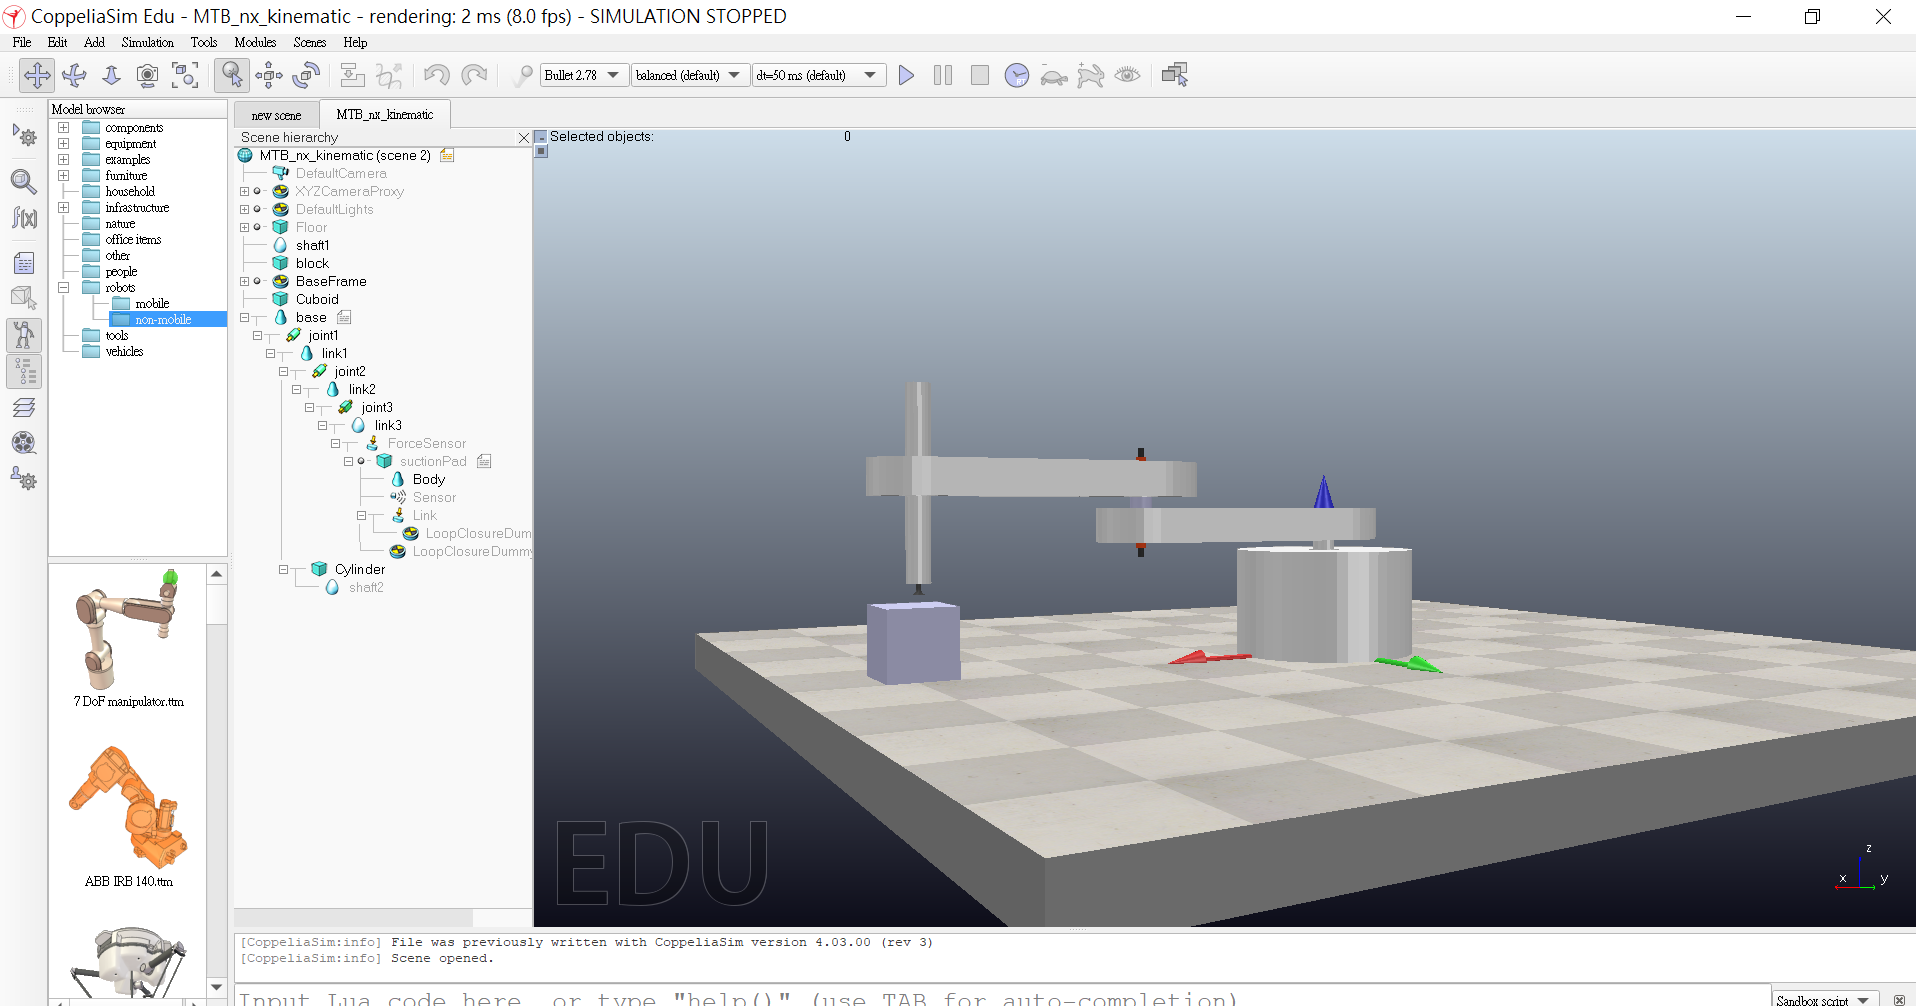 CoppeliaSim Edu - MTB_nx_kinematic - rendering: 2 ms (8.0 fps) - SIMULATION STOPPED
File Edit Add Simulation Tools Modules Scenes Help
Bullet 2.78 balanced (default) dt=50 ms (default)
Model browser
components
equipment
examples
furniture
household
infrastructure
nature
office items
other
people
robots
mobile
non-mobile
tools
vehicles
7 DoF manipulator.ttm
ABB IRB 140.ttm
new scene MTB_nx_kinematic
Scene hierarchy
MTB_nx_kinematic (scene 2)
DefaultCamera
XYZCameraProxy
DefaultLights
Floor
shaft1
block
BaseFrame
Cuboid
base
joint1
link1
joint2
link2
joint3
link3
ForceSensor
suctionPad
Body
Sensor
Link
LoopClosureDum
LoopClosureDummy
Cylinder
shaft2
Selected objects: 0
EDU
z
x y
[CoppeliaSim:info] File was previously written with CoppeliaSim version 4.03.00 (rev 3)
[CoppeliaSim:info] Scene opened.
Input Lua code here, or type "help()" (use TAB for auto-completion)
Sandbox script
f(x)